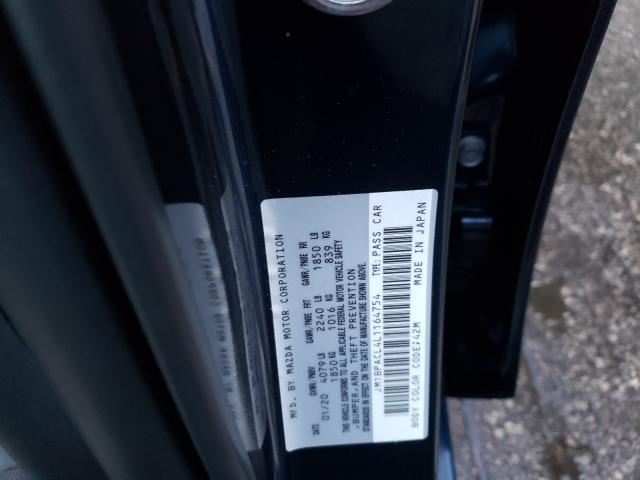 MFD. BY MAZDA MOTOR CORPORATION
DATE GVWR/PNBV GAWR/PNBE FRT GAWR/PNBE RR
01/20 4079 LB 2240 LB 1850 LB
1850 KG 1016 KG 839 KG
THIS VEHICLE CONFORMS TO ALL APPLICABLE FEDERAL MOTOR VEHICLE SAFETY
,BUMPER,AND THEFT PREVENTION
STANDARDS IN EFFECT ON THE DATE OF MANUFACTURE SHOWN ABOVE.
JM1BPACL4L1164754 TYPE: PASS CAR
BODY COLOR CODE:42M MADE IN JAPAN